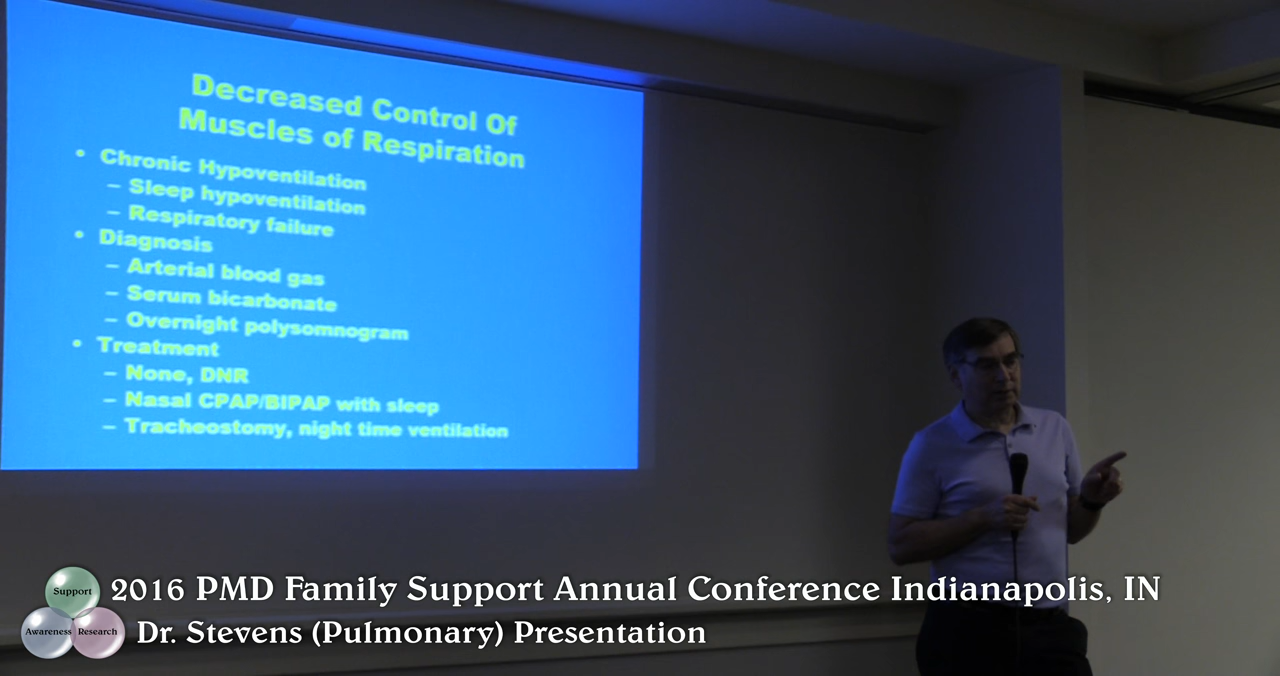 Decreased Control Of
Muscles of Respiration
• Chronic Hypoventilation
– Sleep hypoventilation
– Respiratory failure
• Diagnosis
– Arterial blood gas
– Serum bicarbonate
– Overnight polysomnogram
• Treatment
– None, DNR
– Nasal CPAP/BIPAP with sleep
– Tracheostomy, night time ventilation
Support
Awareness Research
2016 PMD Family Support Annual Conference Indianapolis, IN
Dr. Stevens (Pulmonary) Presentation